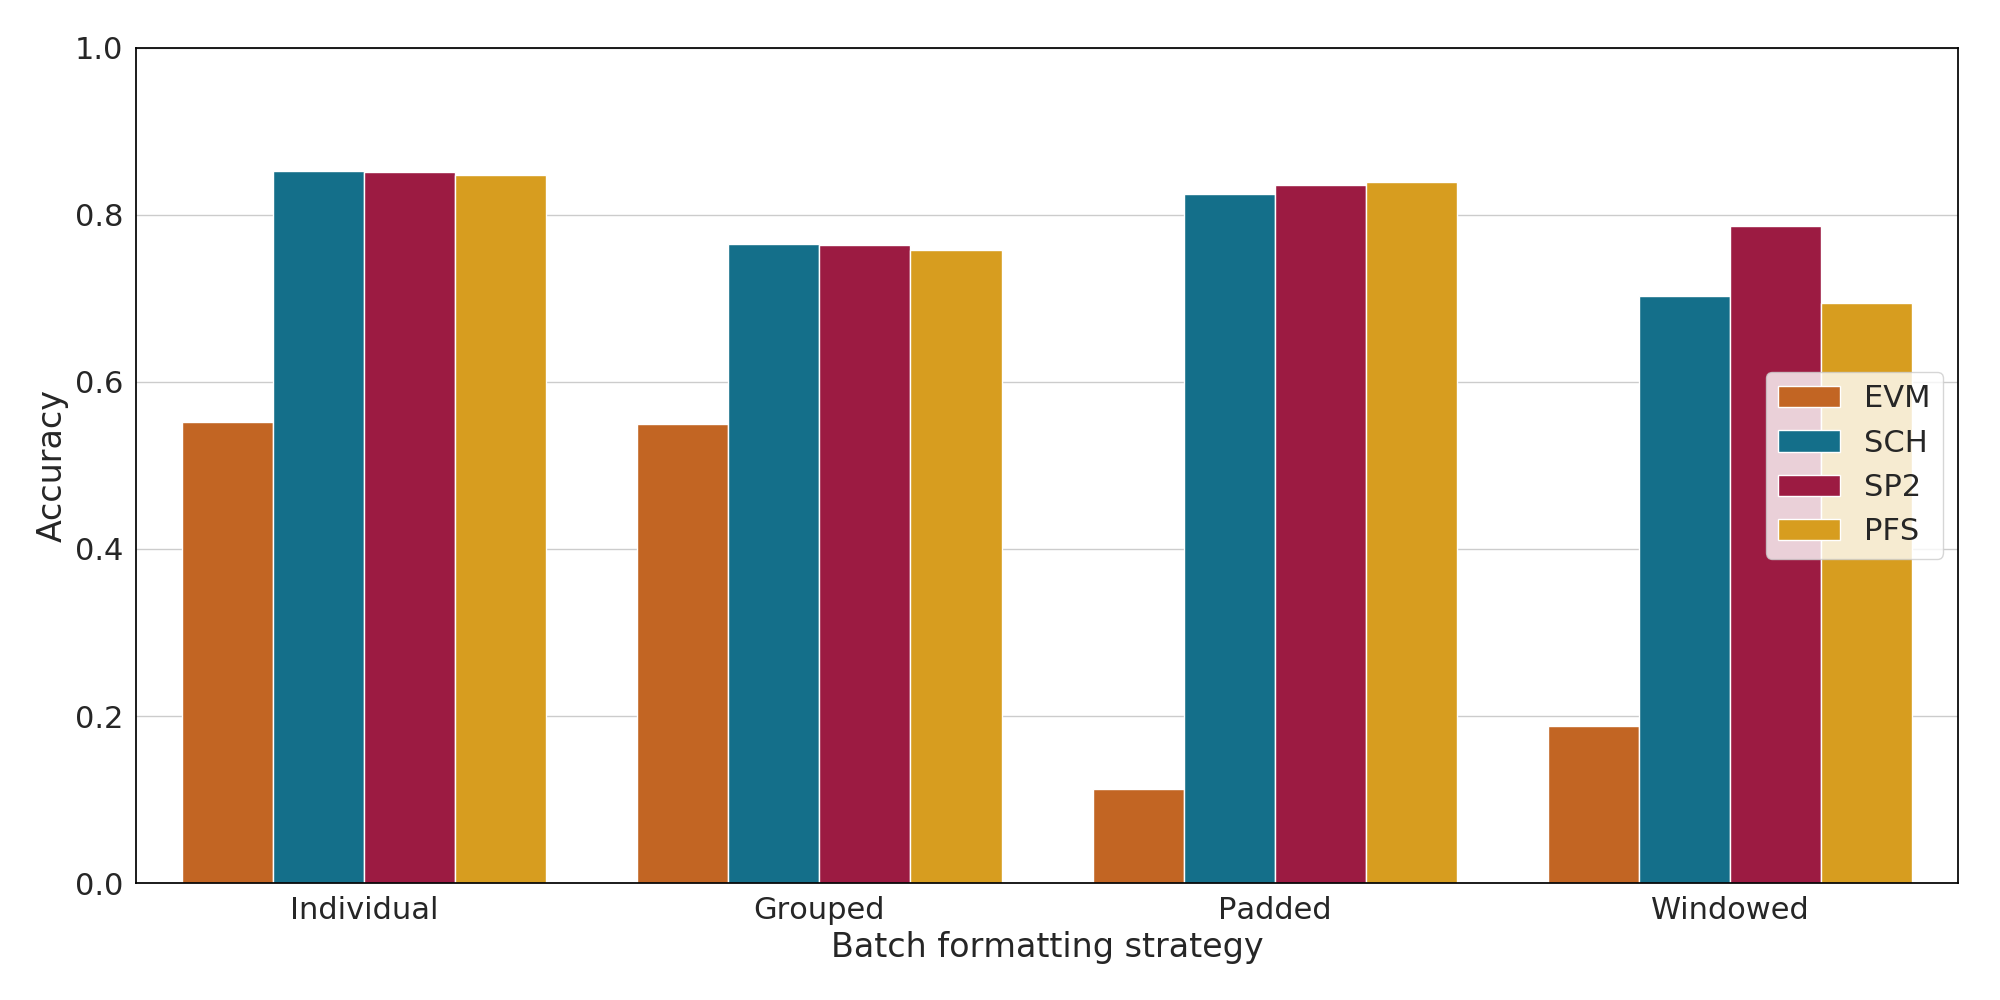 1.0
0.8
0.6
0.4
0.2
0.0
Accuracy
EVM
SCH
SP2
PFS
Individual Grouped Padded Windowed
Batch formatting strategy